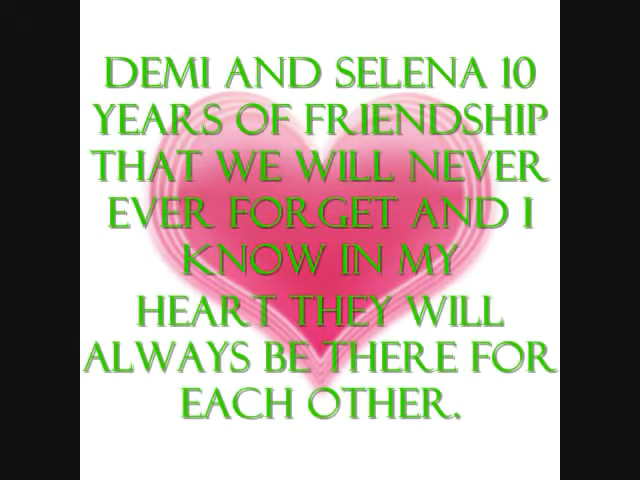 DEMI AND SELENA 10
YEARS OF FRIENDSHIP
THAT WE WILL NEVER
EVER FORGET AND I
KNOW IN MY
HEART THEY WILL
ALWAYS BE THERE FOR
EACH OTHER.